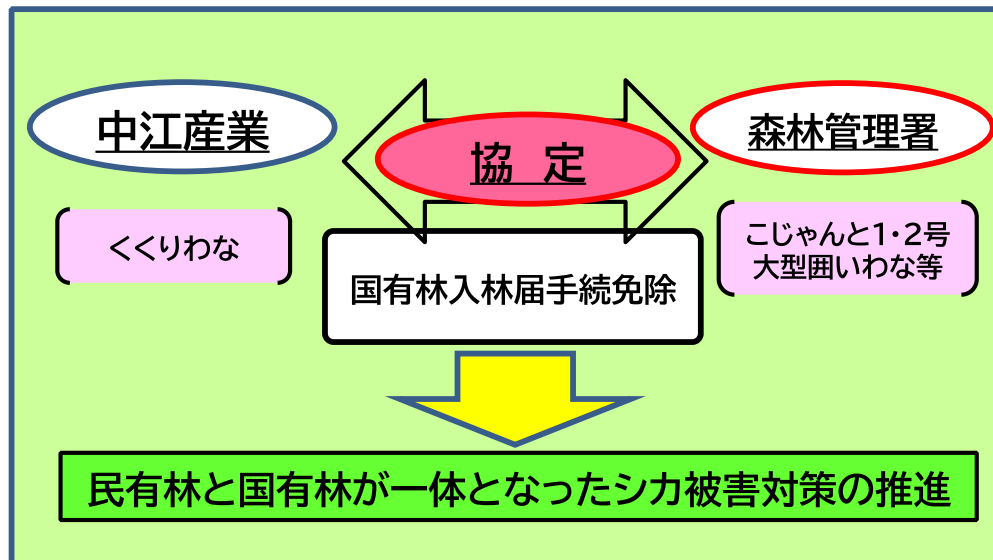 中江産業
協 定
森林管理署
くくりわな
こじゃんと1・2号
大型囲いわな等
国有林入林届手続免除
民有林と国有林が一体となったシカ被害対策の推進